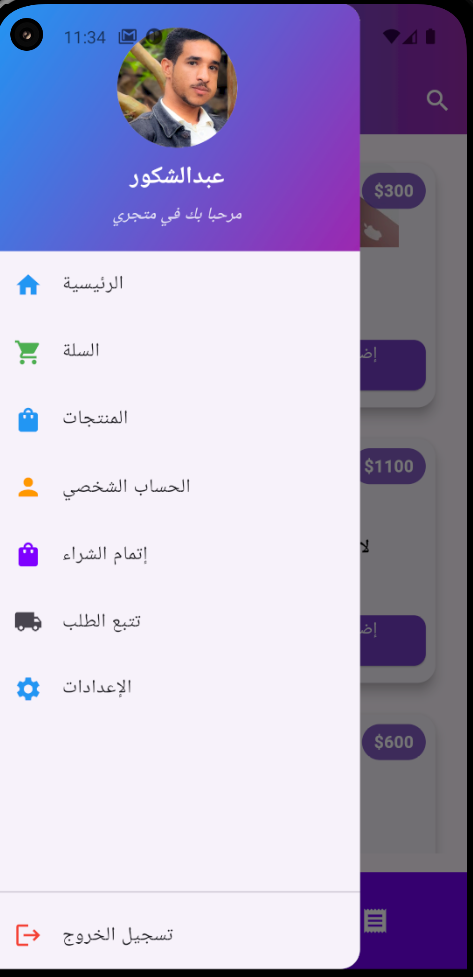 11:34
عبدالشكور
مرحبا بك في متجري
الرئيسية
السلة
المنتجات
الحساب الشخصي
إتمام الشراء
تتبع الطلب
الإعدادات
تسجيل الخروج
$300
إض
$1100
لا
إض
$600